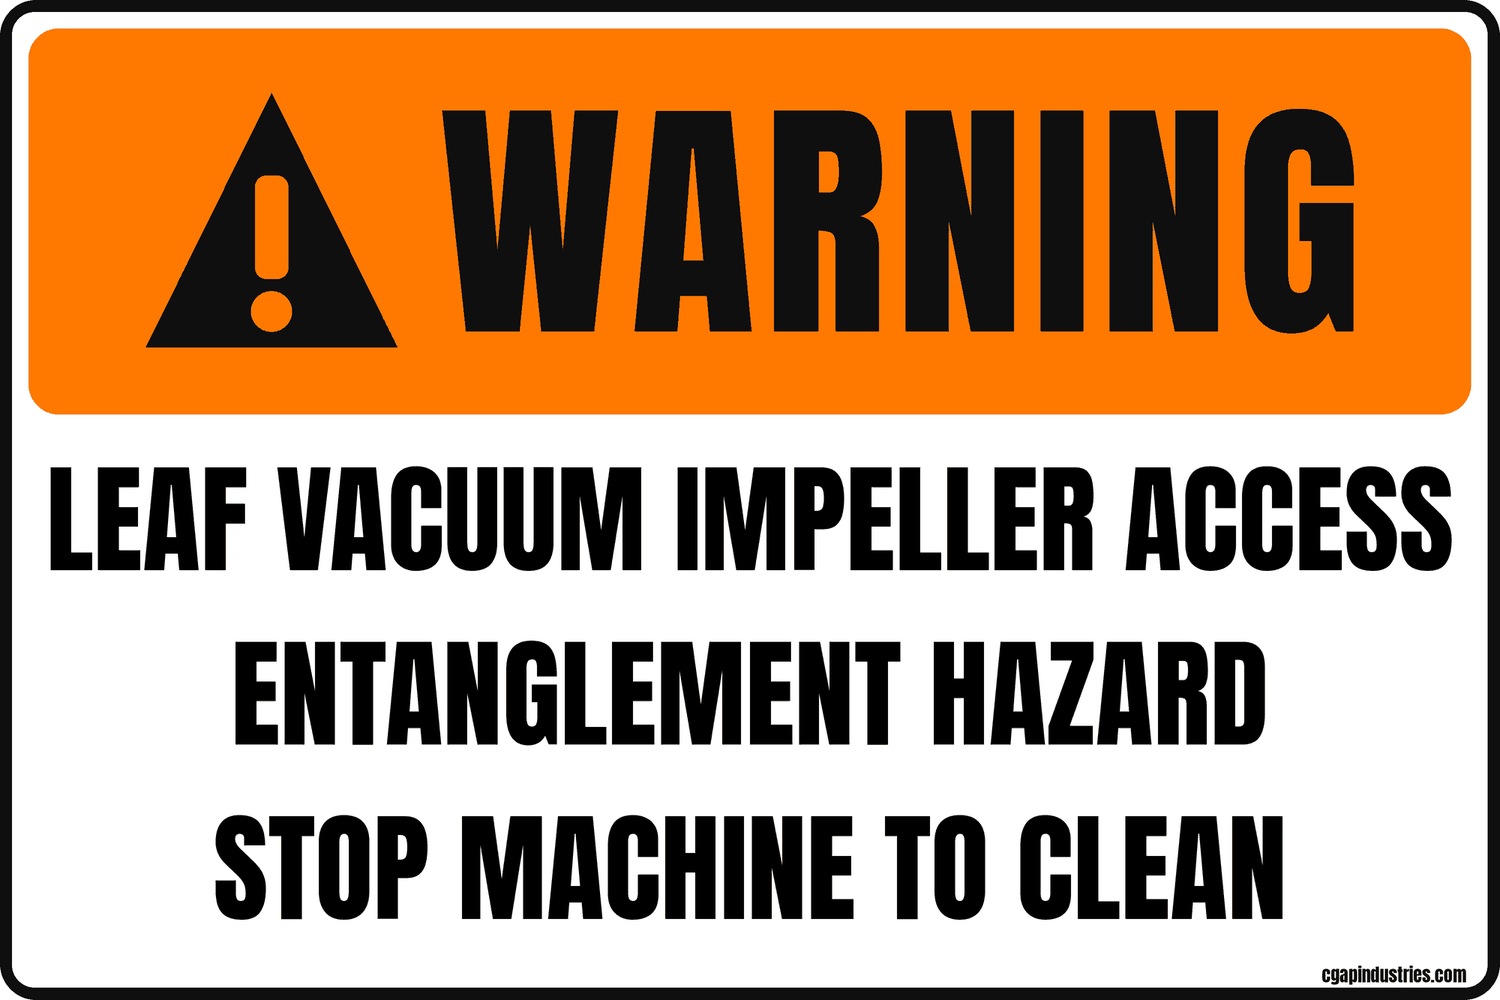 WARNING
LEAF VACUUM IMPELLER ACCESS
ENTANGLEMENT HAZARD
STOP MACHINE TO CLEAN
cgapindustries.com